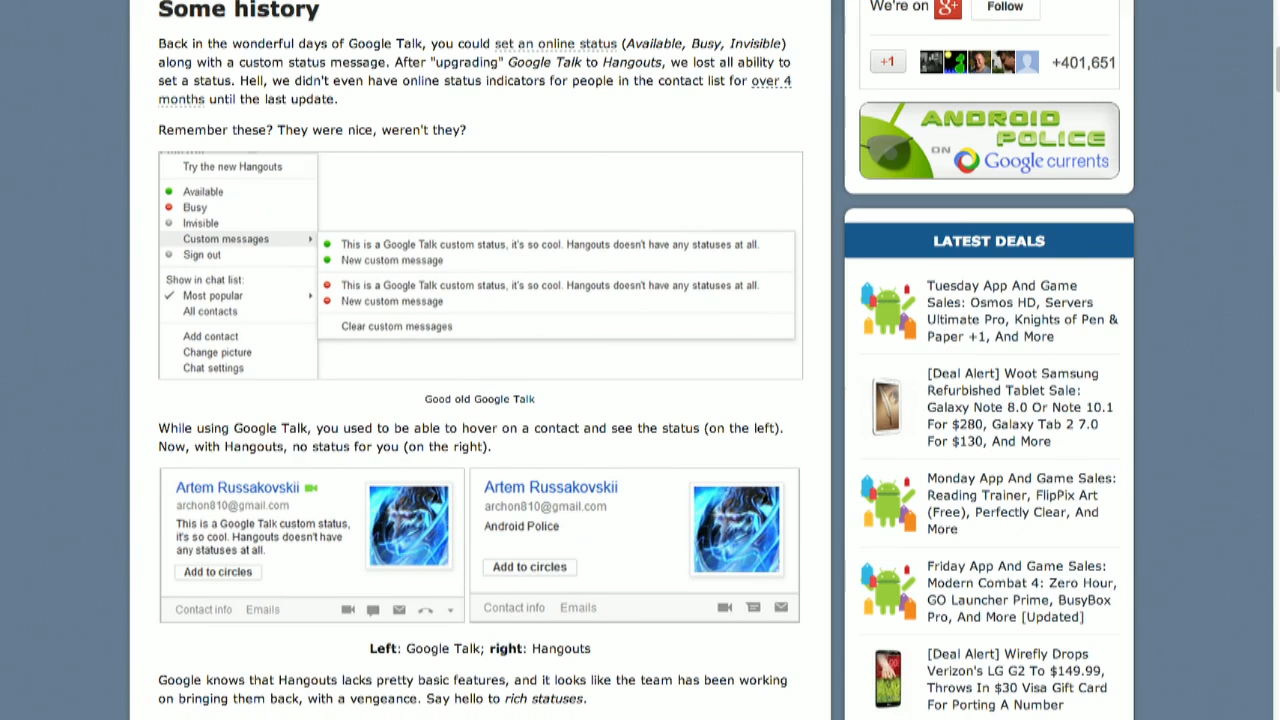 Some history
Back in the wonderful days of Google Talk, you could set an online status (Available, Busy, Invisible)
along with a custom status message. After "upgrading" Google Talk to Hangouts, we lost all ability to
set a status. Hell, we didn't even have online status indicators for people in the contact list for over 4
months until the last update.
Remember these? They were nice, weren't they?
Try the new Hangouts
Available
Busy
Invisible
Custom messages
Sign out
Show in chat list:
Most popular
All contacts
Add contact
Change picture
Chat settings
This is a Google Talk custom status, it's so cool. Hangouts doesn't have any statuses at all.
New custom message
This is a Google Talk custom status, it's so cool. Hangouts doesn't have any statuses at all.
New custom message
Clear custom messages
Good old Google Talk
While using Google Talk, you used to be able to hover on a contact and see the status (on the left).
Now, with Hangouts, no status for you (on the right).
Artem Russakovskii
archon810@gmail.com
This is a Google Talk custom status,
it's so cool. Hangouts doesn't have
any statuses at all.
Add to circles
Contact info Emails
Artem Russakovskii
archon810@gmail.com
Android Police
Add to circles
Contact info Emails
Left: Google Talk; right: Hangouts
Google knows that Hangouts lacks pretty basic features, and it looks like the team has been working
on bringing them back, with a vengeance. Say hello to rich statuses.
We're on g+ Follow
+1 +401,651
ANDROID
POLICE
ON Google currents
LATEST DEALS
Tuesday App And Game
Sales: Osmos HD, Servers
Ultimate Pro, Knights of Pen &
Paper +1, And More
[Deal Alert] Woot Samsung
Refurbished Tablet Sale:
Galaxy Note 8.0 Or Note 10.1
For $280, Galaxy Tab 2 7.0
For $130, And More
Monday App And Game Sales:
Reading Trainer, FlipPix Art
(Free), Perfectly Clear, And
More
Friday App And Game Sales:
Modern Combat 4: Zero Hour,
GO Launcher Prime, BusyBox
Pro, And More [Updated]
[Deal Alert] Wirefly Drops
Verizon's LG G2 To $149.99,
Throws In $30 Visa Gift Card
For Porting A Number